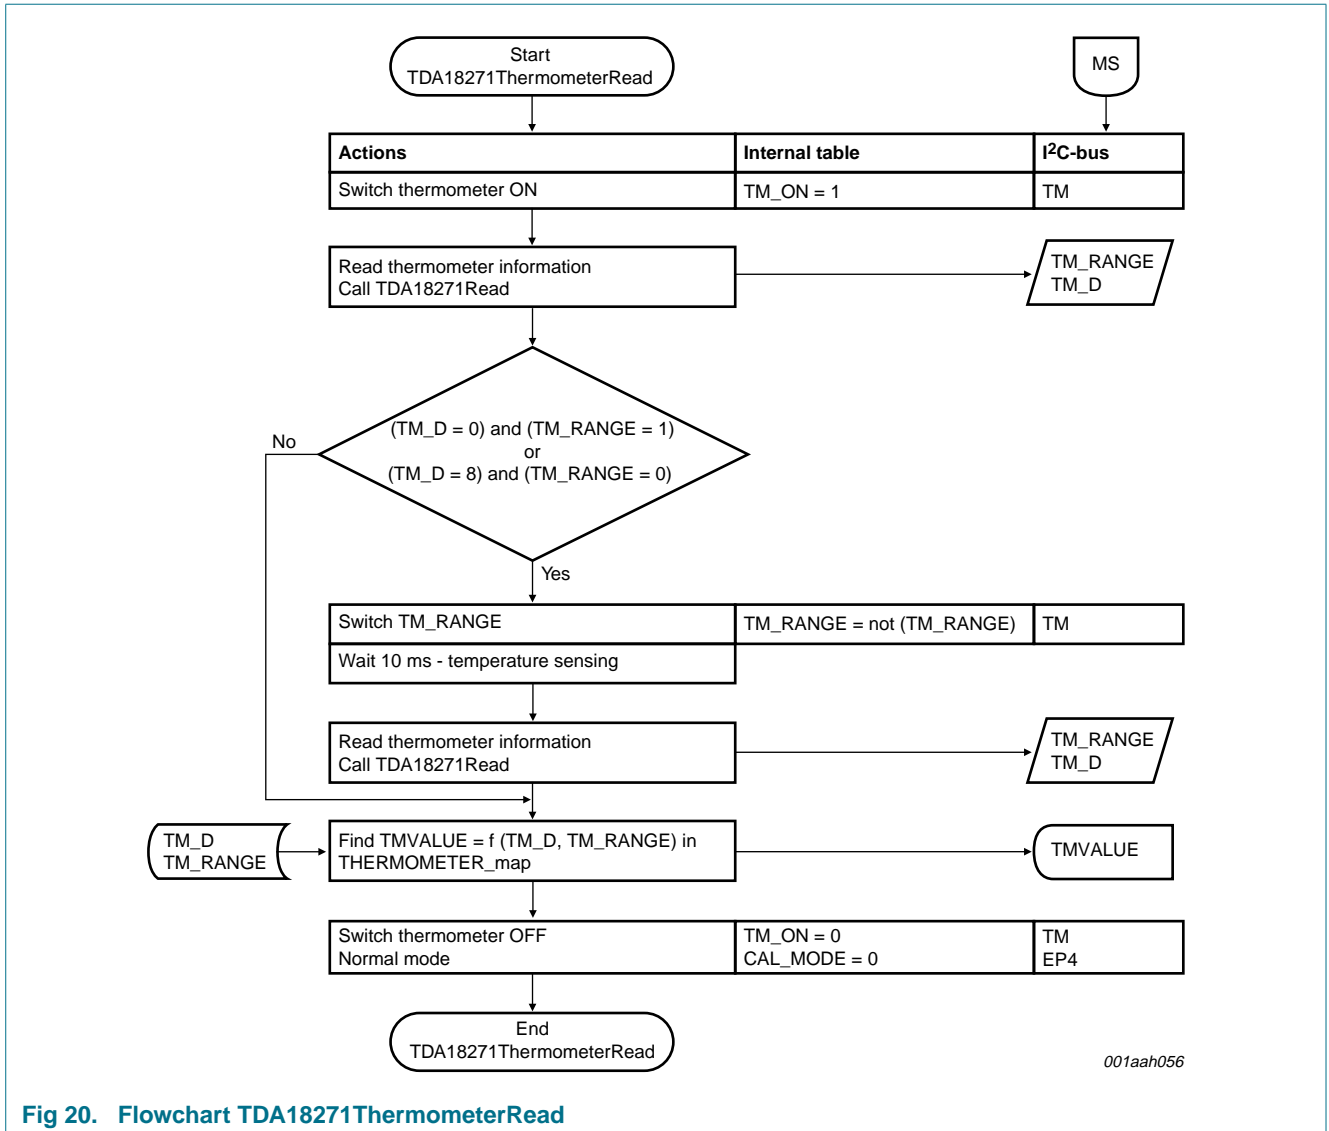 Start
TDA18271ThermometerRead
MS
Actions
Internal table
I2C-bus
Switch thermometer ON
TM_ON = 1
TM
Read thermometer information
Call TDA18271Read
TM_RANGE
TM_D
(TM_D = 0) and (TM_RANGE = 1)
or
(TM_D = 8) and (TM_RANGE = 0)
No
Yes
Switch TM_RANGE
TM_RANGE = not (TM_RANGE)
TM
Wait 10 ms - temperature sensing
Read thermometer information
Call TDA18271Read
TM_RANGE
TM_D
TM_D
TM_RANGE
Find TMVALUE = f (TM_D, TM_RANGE) in
THERMOMETER_map
TMVALUE
Switch thermometer OFF
Normal mode
TM_ON = 0
CAL_MODE = 0
TM
EP4
End
TDA18271ThermometerRead
001aah056
Fig 20. Flowchart TDA18271ThermometerRead